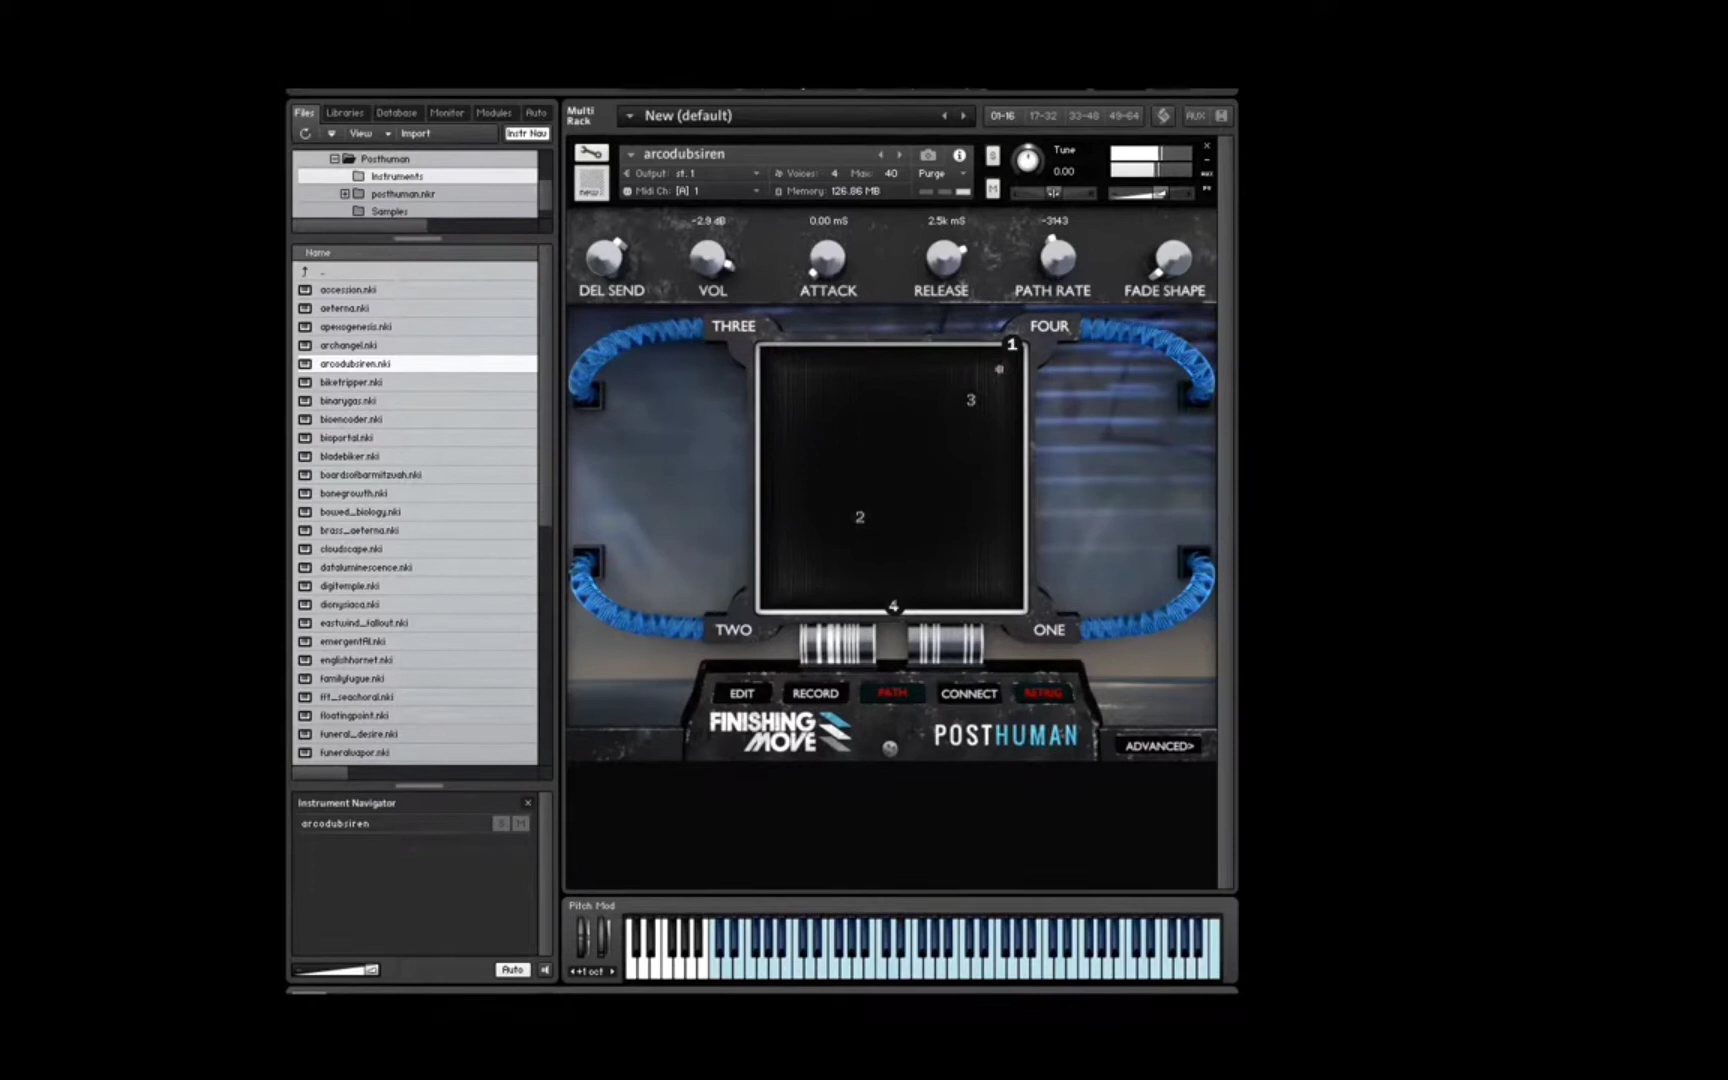 Files Libraries Database Monitor Modules Auto
View Import Instr Nav
Posthuman
Instruments
posthuman.nkr
Samples
Name
..
accession.nki
aeterna.nki
apexogenesis.nki
archangel.nki
arcodubsiren.nki
biketripper.nki
binarygas.nki
bioencoder.nki
bioportal.nki
bladebiker.nki
boardsofbarmitzvah.nki
bonegrowth.nki
bowed_biology.nki
brass_aeterna.nki
cloudscape.nki
dataluminescence.nki
digitemple.nki
dionysiaca.nki
eastwind_fallout.nki
emergentAI.nki
englishhornet.nki
familyfugue.nki
fft_seachoral.nki
floatingpoint.nki
funeral_desire.nki
funeralvapor.nki
Instrument Navigator
arcodubsiren S M
Auto
Multi Rack
New (default)
01-16 17-32 33-48 49-64 AUX
arcodubsiren
Output: st.1 Voices: 4 Max: 40 Purge
Midi Ch: [A] 1 Memory: 126.86 MB
S
M
Tune
0.00
AUX
PV
-2.9 dB 0.00 mS 2.5k mS -3143
DEL SEND VOL ATTACK RELEASE PATH RATE FADE SHAPE
THREE FOUR
1
3
2
4
TWO ONE
EDIT RECORD PATH CONNECT RETRIG
FINISHING MOVE
POSTHUMAN
ADVANCED>
Pitch Mod
+1 oct